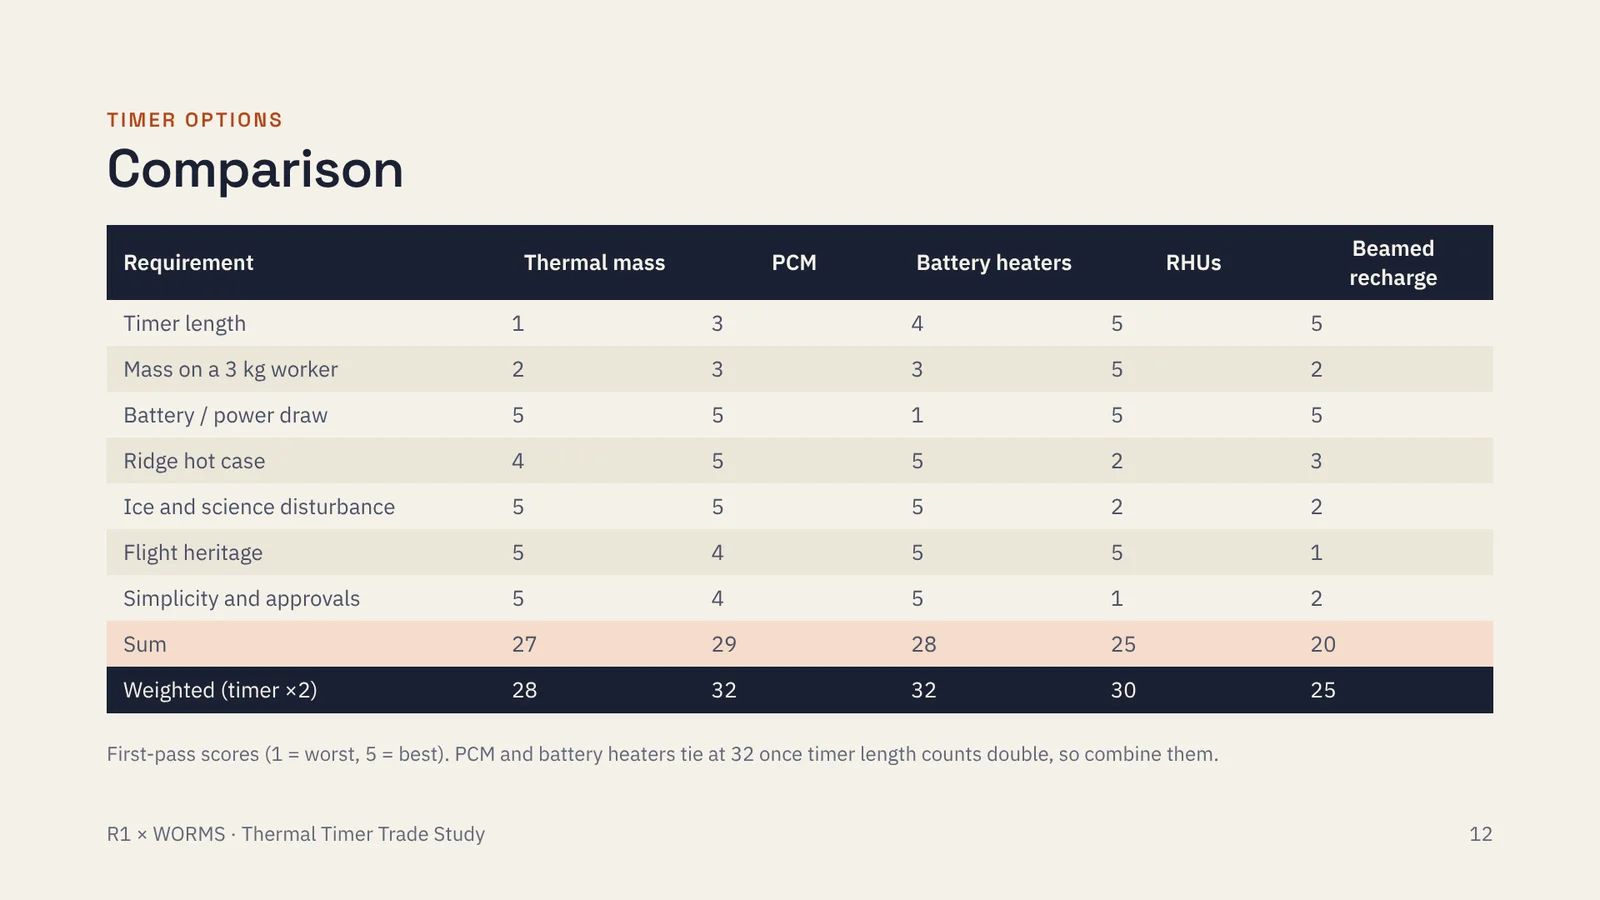 TIMER OPTIONS
Comparison
Requirement Thermal mass PCM Battery heaters RHUs Beamed recharge
Timer length 1 3 4 5 5
Mass on a 3 kg worker 2 3 3 5 2
Battery / power draw 5 5 1 5 5
Ridge hot case 4 5 5 2 3
Ice and science disturbance 5 5 5 2 2
Flight heritage 5 4 5 5 1
Simplicity and approvals 5 4 5 1 2
Sum 27 29 28 25 20
Weighted (timer ×2) 28 32 32 30 25
First-pass scores (1 = worst, 5 = best). PCM and battery heaters tie at 32 once timer length counts double, so combine them.
R1 × WORMS · Thermal Timer Trade Study 12